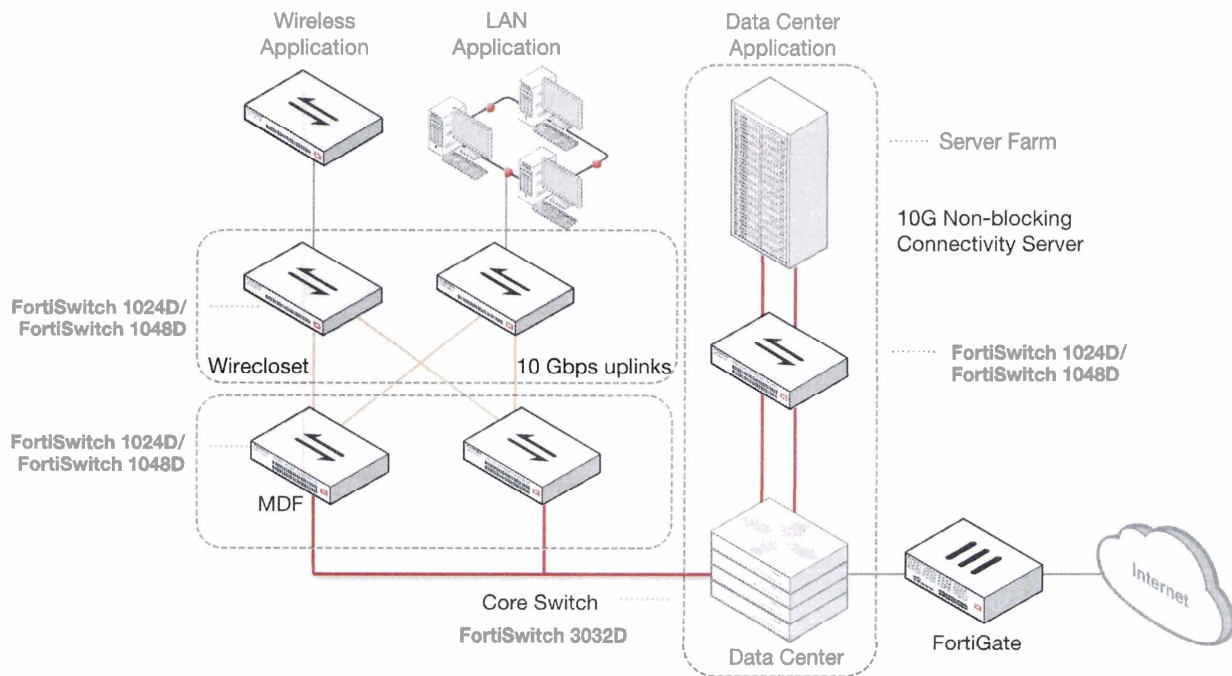 Wireless
Application
LAN
Application
Data Center
Application
Server Farm
10G Non-blocking
Connectivity Server
FortiSwitch 1024D/
FortiSwitch 1048D
Wirecloset
10 Gbps uplinks
FortiSwitch 1024D/
FortiSwitch 1048D
FortiSwitch 1024D/
FortiSwitch 1048D
MDF
Core Switch
FortiSwitch 3032D
Data Center
FortiGate
Internet